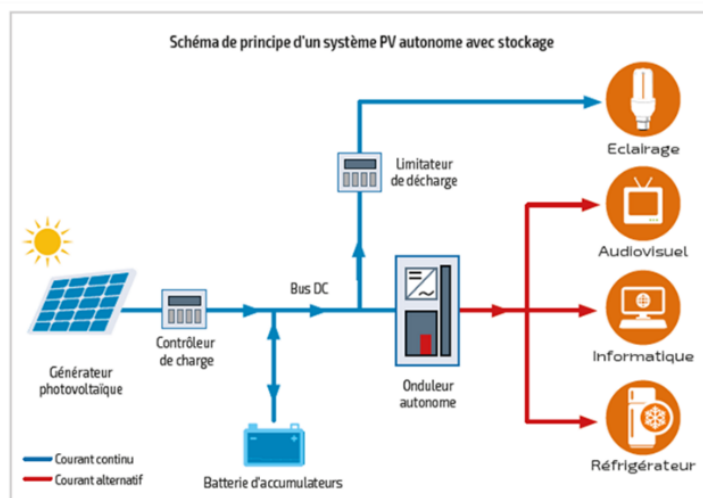 Schéma de principe d'un système PV autonome avec stockage
Eclairage
Limitateur
de décharge
Audiovisuel
Bus DC
Contrôleur
de charge
Générateur
photovoltaïque
Informatique
Onduleur
autonome
Batterie d'accumulateurs
Réfrigérateur
Courant continu
Courant alternatif